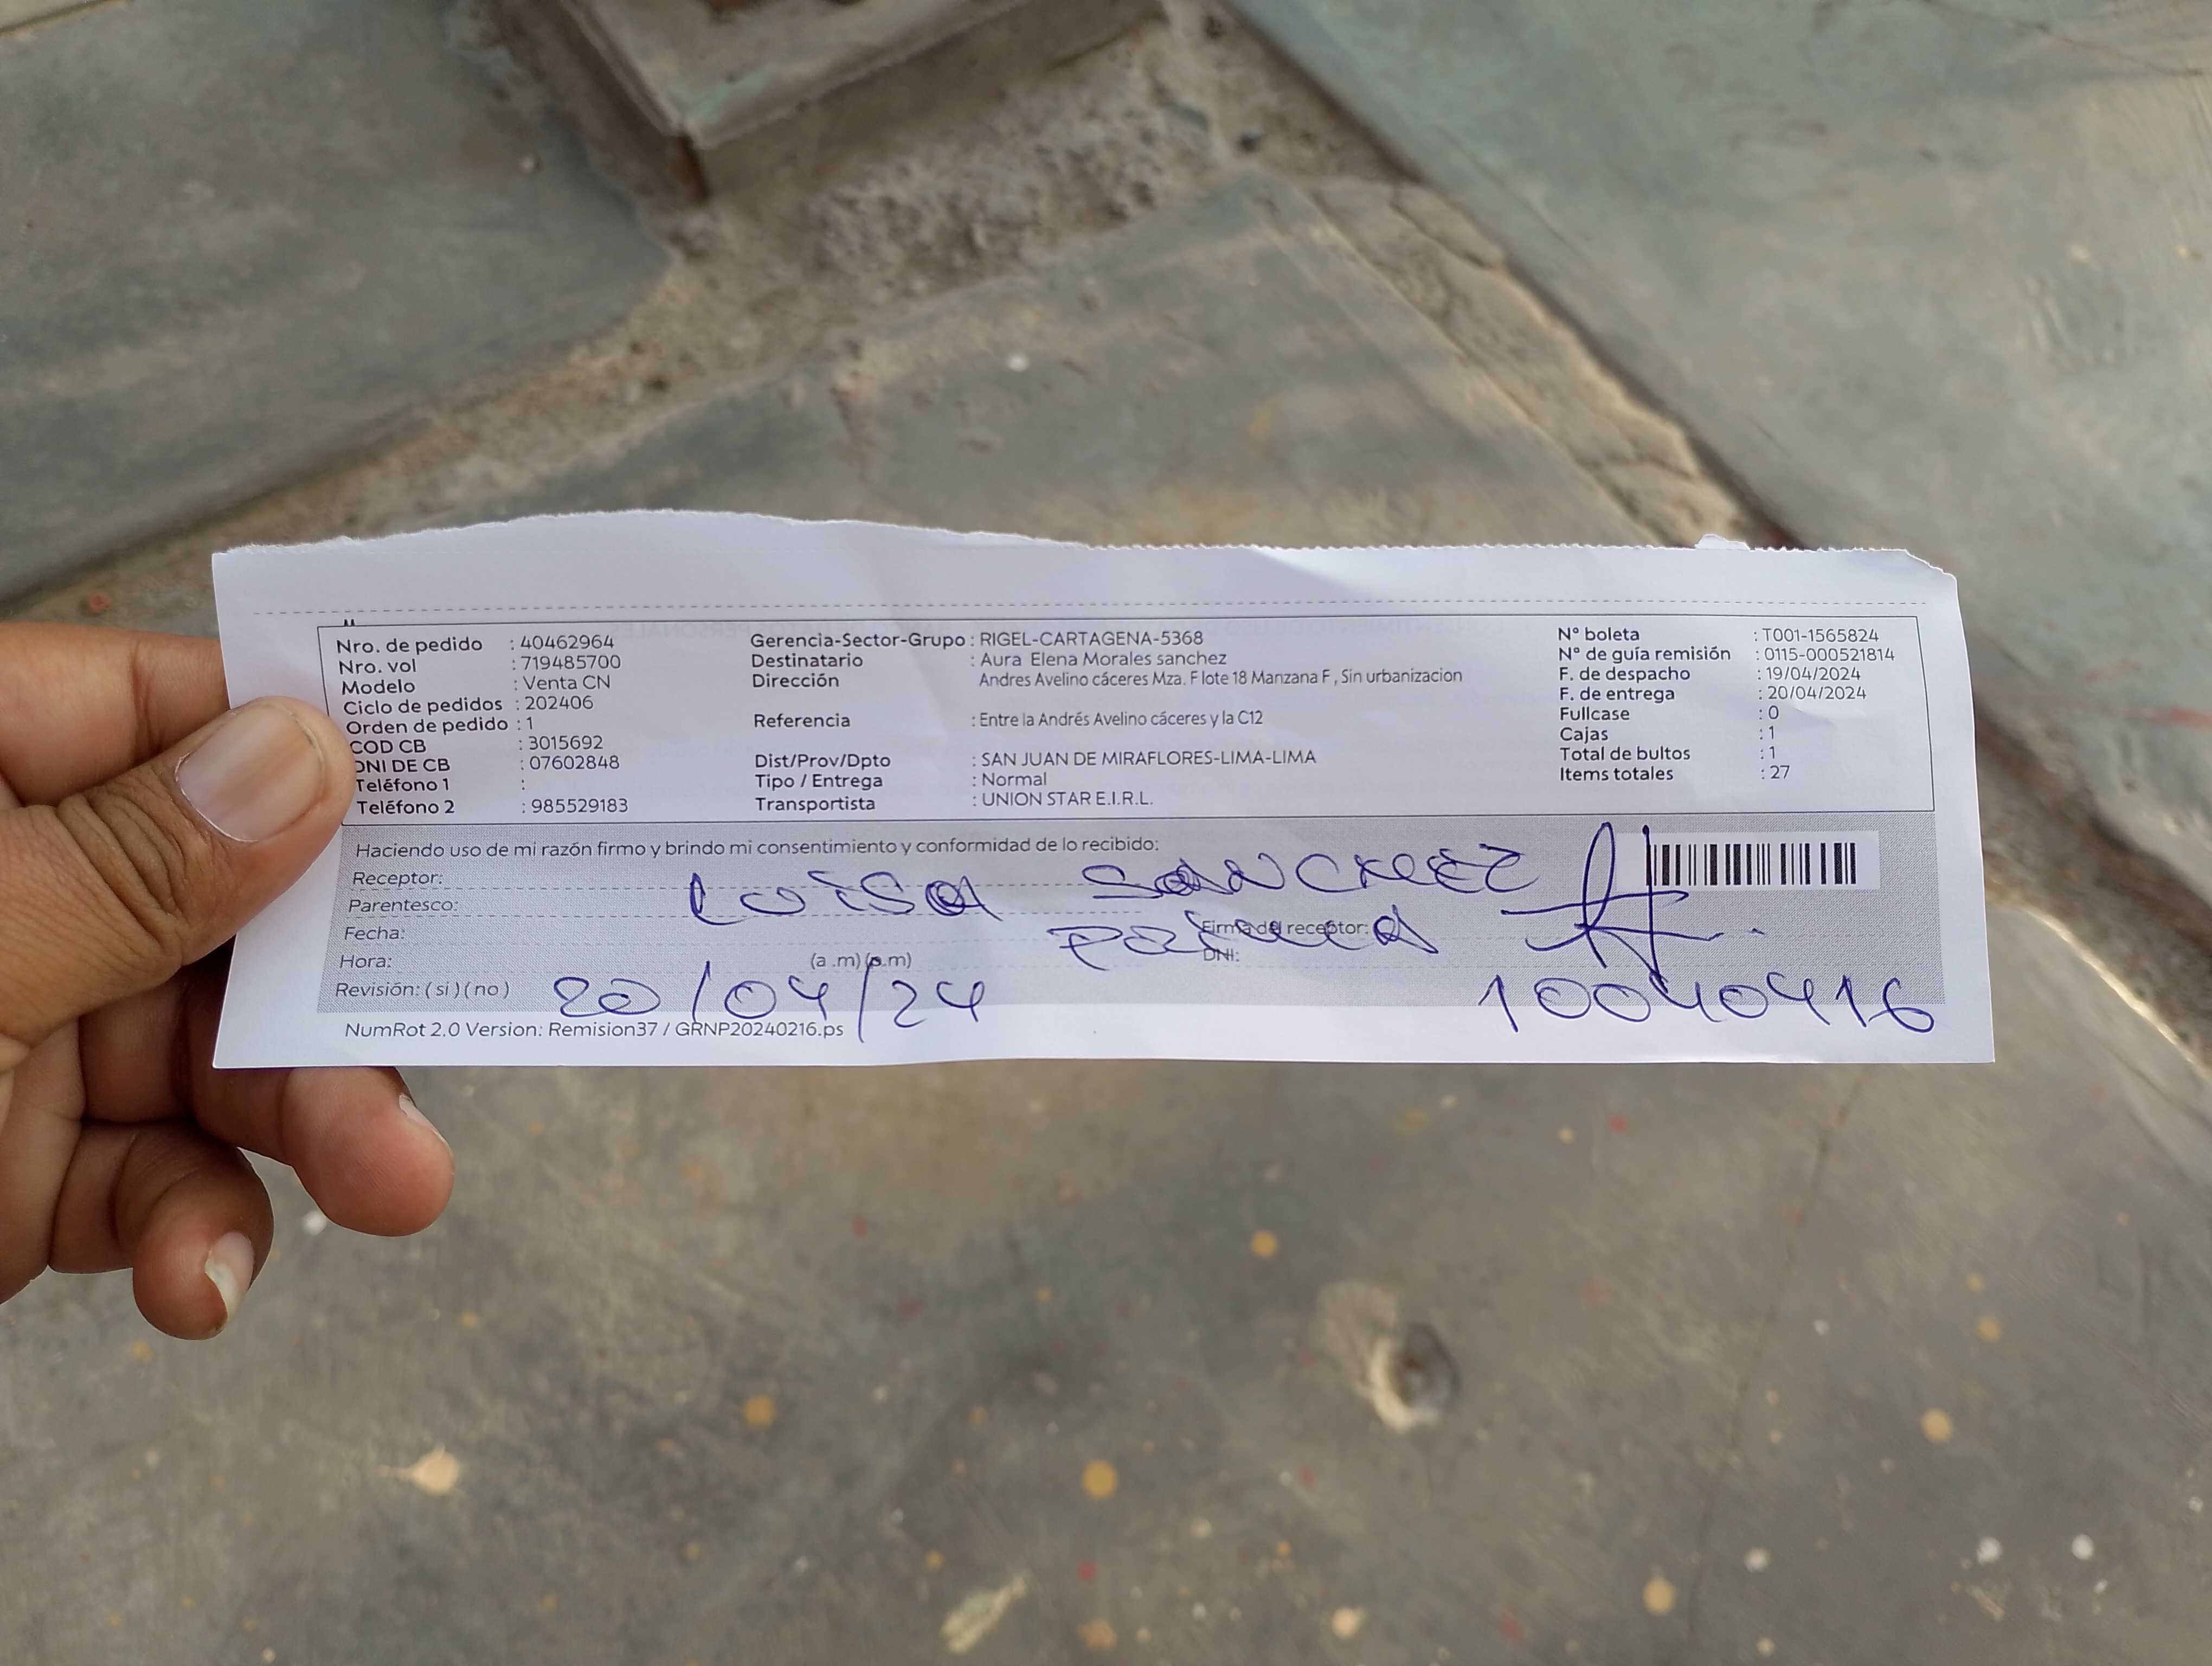 Nro. de pedido : 40462964
Nro. vol : 719485700
Modelo : Venta CN
Ciclo de pedidos : 202406
Orden de pedido : 1
COD CB : 3015692
DNI DE CB : 07602848
Teléfono 1 :
Teléfono 2 : 985529183
Gerencia-Sector-Grupo : RIGEL-CARTAGENA-5368
Destinatario : Aura Elena Morales sanchez
Dirección Andres Avelino cáceres Mza. F lote 18 Manzana F , Sin urbanizacion
Referencia : Entre la Andrés Avelino cáceres y la C12
Dist/Prov/Dpto : SAN JUAN DE MIRAFLORES-LIMA-LIMA
Tipo / Entrega : Normal
Transportista : UNION STAR E.I.R.L.
N° boleta : T001-1565824
N° de guía remisión : 0115-000521814
F. de despacho : 19/04/2024
F. de entrega : 20/04/2024
Fullcase : 0
Cajas : 1
Total de bultos : 1
Items totales : 27
Haciendo uso de mi razón firmo y brindo mi consentimiento y conformidad de lo recibido:
Receptor: LUISA SANCHEZ
Parentesco:
Fecha: Firma del receptor:
Hora: (a .m) (p.m) DNI:
Revisión: ( si ) ( no ) 20/04/24 10040416
NumRot 2.0 Version: Remision37 / GRNP20240216.ps